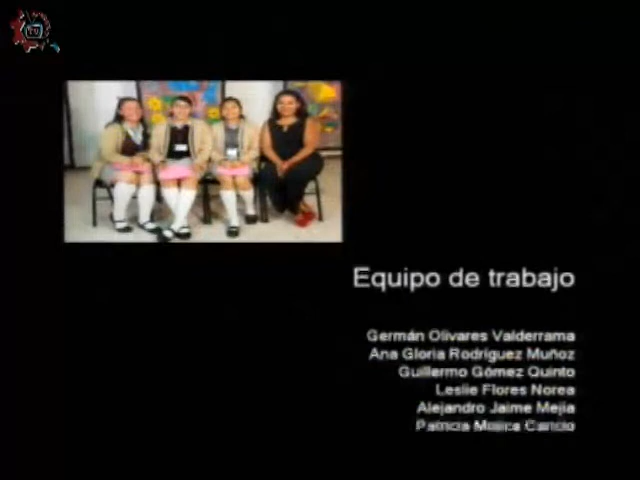 Equipo de trabajo
Germán Olivares Valderrama
Ana Gloria Rodríguez Muñoz
Guillermo Gómez Quinto
Leslie Flores Norea
Alejandro Jaime Mejía
Patricia Mojica